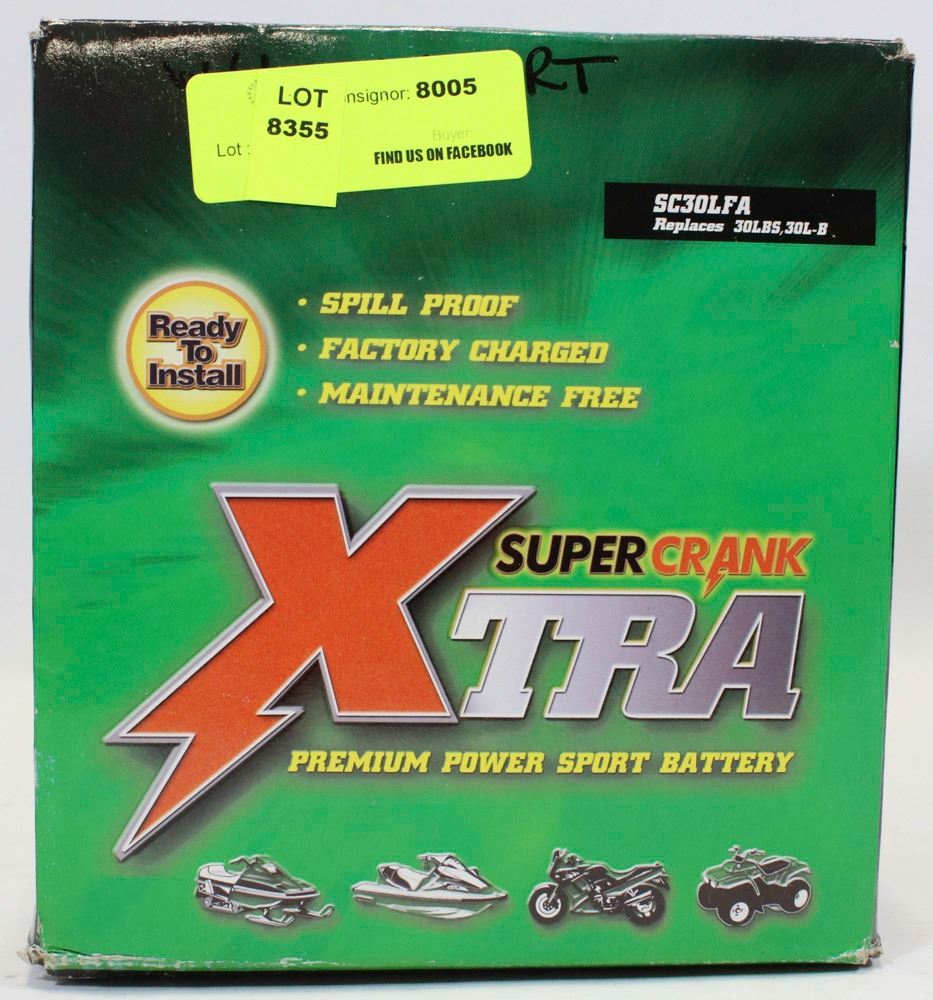 RT
onsignor: 8005
LOT
8355
Lot :
Buyer:
FIND US ON FACEBOOK
SC30LFA
Replaces 30LBS,30L-B
Ready
To
Install
• SPILL PROOF
• FACTORY CHARGED
• MAINTENANCE FREE
SUPER CRANK
XTRA
PREMIUM POWER SPORT BATTERY